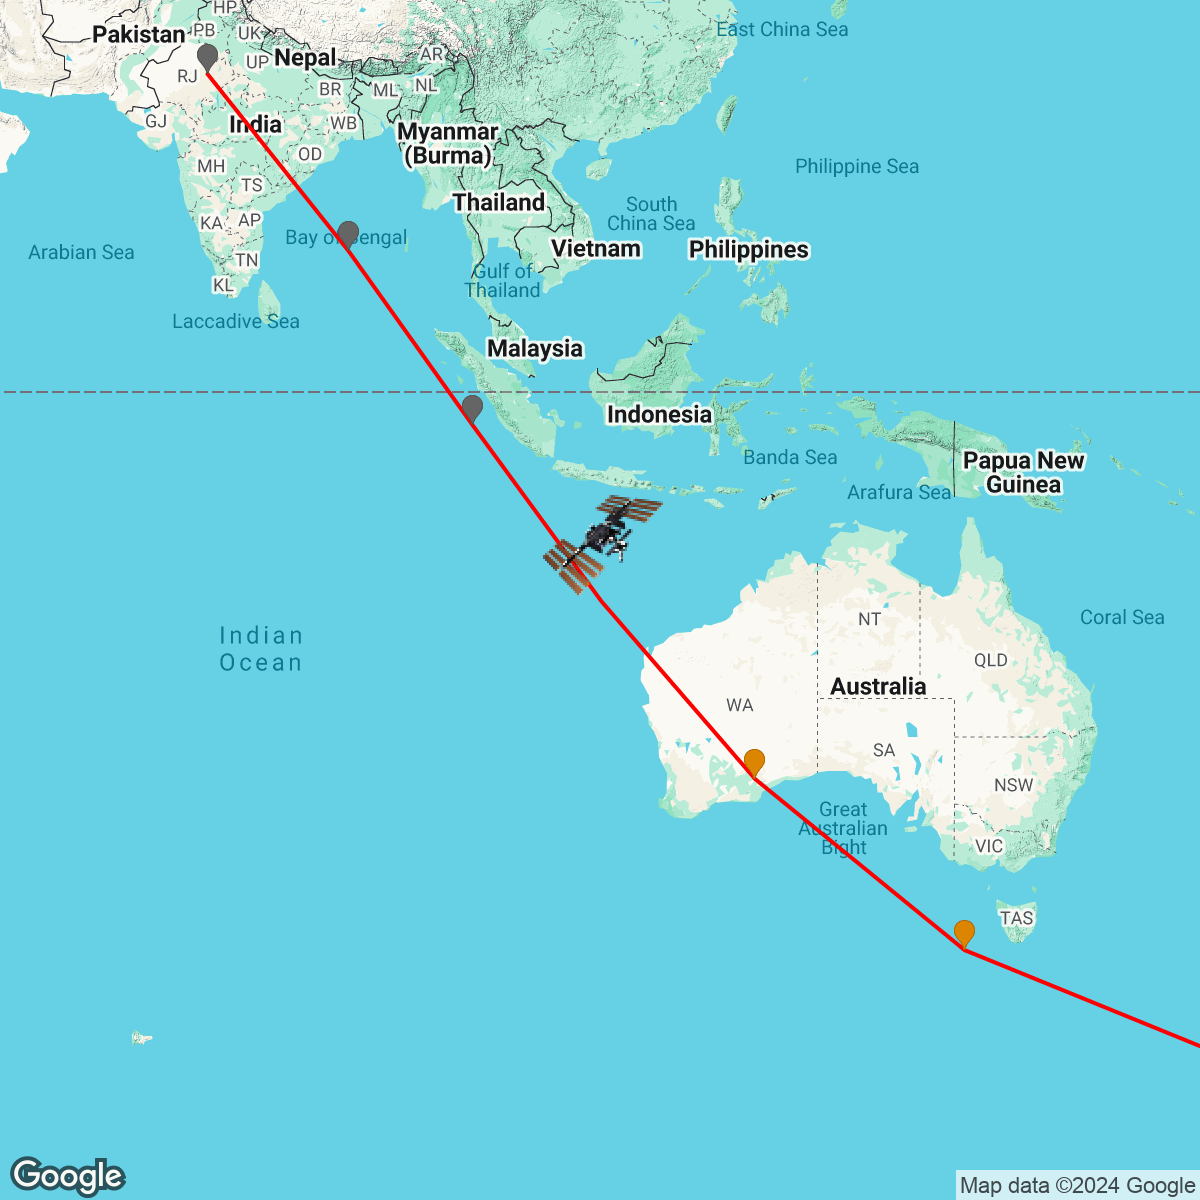 HP
East China Sea
PB
Pakistan
UK
AR
Nepal
UP
RJ
NL
BR
ML
GJ
India
WB
Myanmar
(Burma)
OD
MH
Philippine Sea
TS
Thailand
South
China Sea
KA
AP
Bay of Bengal
Vietnam
Philippines
Arabian Sea
TN
Gulf of
Thailand
KL
Laccadive Sea
Malaysia
Indonesia
Banda Sea
Papua New
Guinea
Arafura Sea
Indian
Ocean
NT
Coral Sea
QLD
Australia
WA
SA
NSW
Great
Australian
Bight
VIC
TAS
Google
Map data ©2024 Google